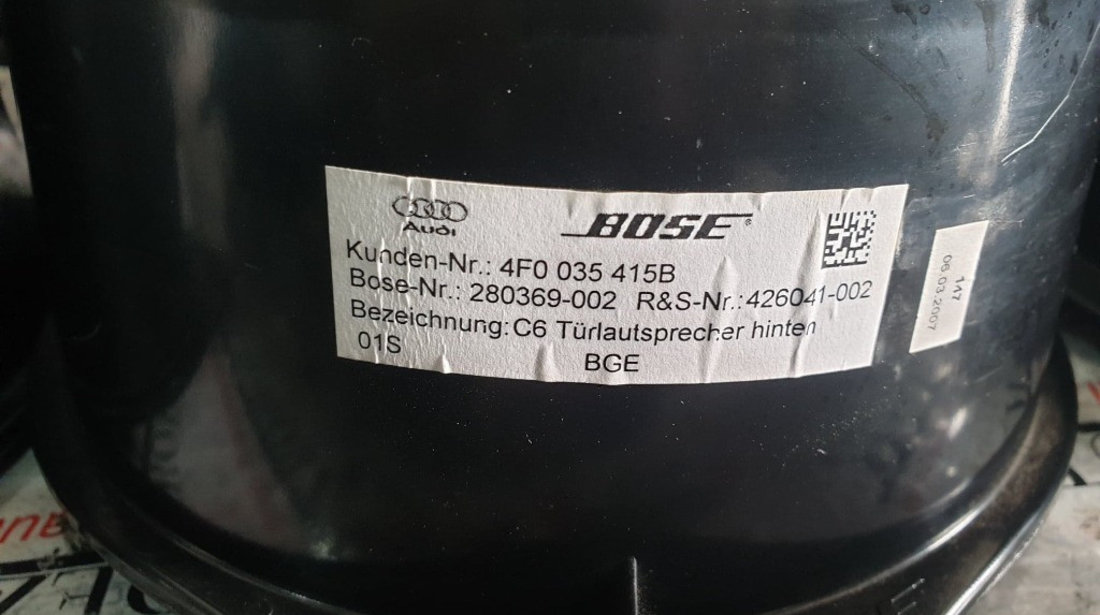 Audi
BOSE®
Kunden-Nr.: 4F0 035 415B
Bose-Nr.: 280369-002 R&S-Nr.:426041-002
Bezeichnung:C6 Türlautsprecher hinten
01S BGE
147
06.03.2007